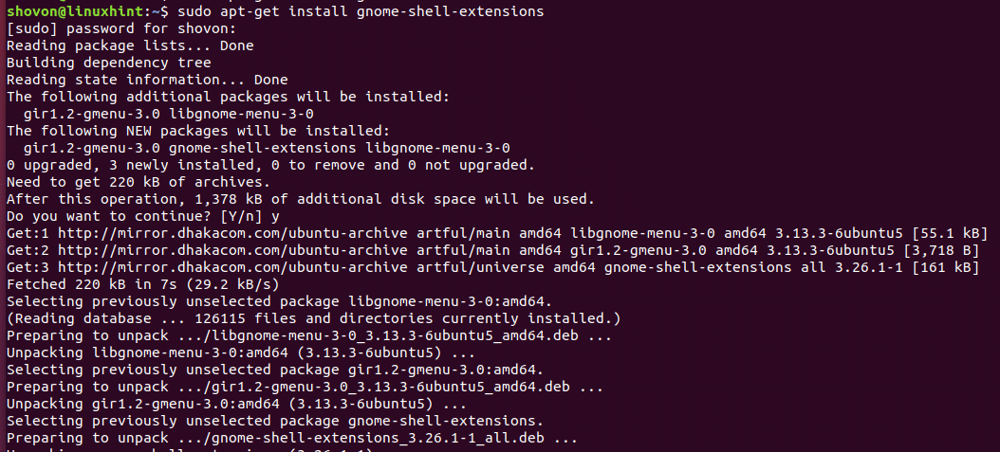 shovon@linuxhint:~$ sudo apt-get install gnome-shell-extensions
[sudo] password for shovon:
Reading package lists... Done
Building dependency tree
Reading state information... Done
The following additional packages will be installed:
  gir1.2-gmenu-3.0 libgnome-menu-3-0
The following NEW packages will be installed:
  gir1.2-gmenu-3.0 gnome-shell-extensions libgnome-menu-3-0
0 upgraded, 3 newly installed, 0 to remove and 0 not upgraded.
Need to get 220 kB of archives.
After this operation, 1,378 kB of additional disk space will be used.
Do you want to continue? [Y/n] y
Get:1 http://mirror.dhakacom.com/ubuntu-archive artful/main amd64 libgnome-menu-3-0 amd64 3.13.3-6ubuntu5 [55.1 kB]
Get:2 http://mirror.dhakacom.com/ubuntu-archive artful/main amd64 gir1.2-gmenu-3.0 amd64 3.13.3-6ubuntu5 [3,718 B]
Get:3 http://mirror.dhakacom.com/ubuntu-archive artful/universe amd64 gnome-shell-extensions all 3.26.1-1 [161 kB]
Fetched 220 kB in 7s (29.2 kB/s)
Selecting previously unselected package libgnome-menu-3-0:amd64.
(Reading database ... 126115 files and directories currently installed.)
Preparing to unpack .../libgnome-menu-3-0_3.13.3-6ubuntu5_amd64.deb ...
Unpacking libgnome-menu-3-0:amd64 (3.13.3-6ubuntu5) ...
Selecting previously unselected package gir1.2-gmenu-3.0:amd64.
Preparing to unpack .../gir1.2-gmenu-3.0_3.13.3-6ubuntu5_amd64.deb ...
Unpacking gir1.2-gmenu-3.0:amd64 (3.13.3-6ubuntu5) ...
Selecting previously unselected package gnome-shell-extensions.
Preparing to unpack .../gnome-shell-extensions_3.26.1-1_all.deb ...